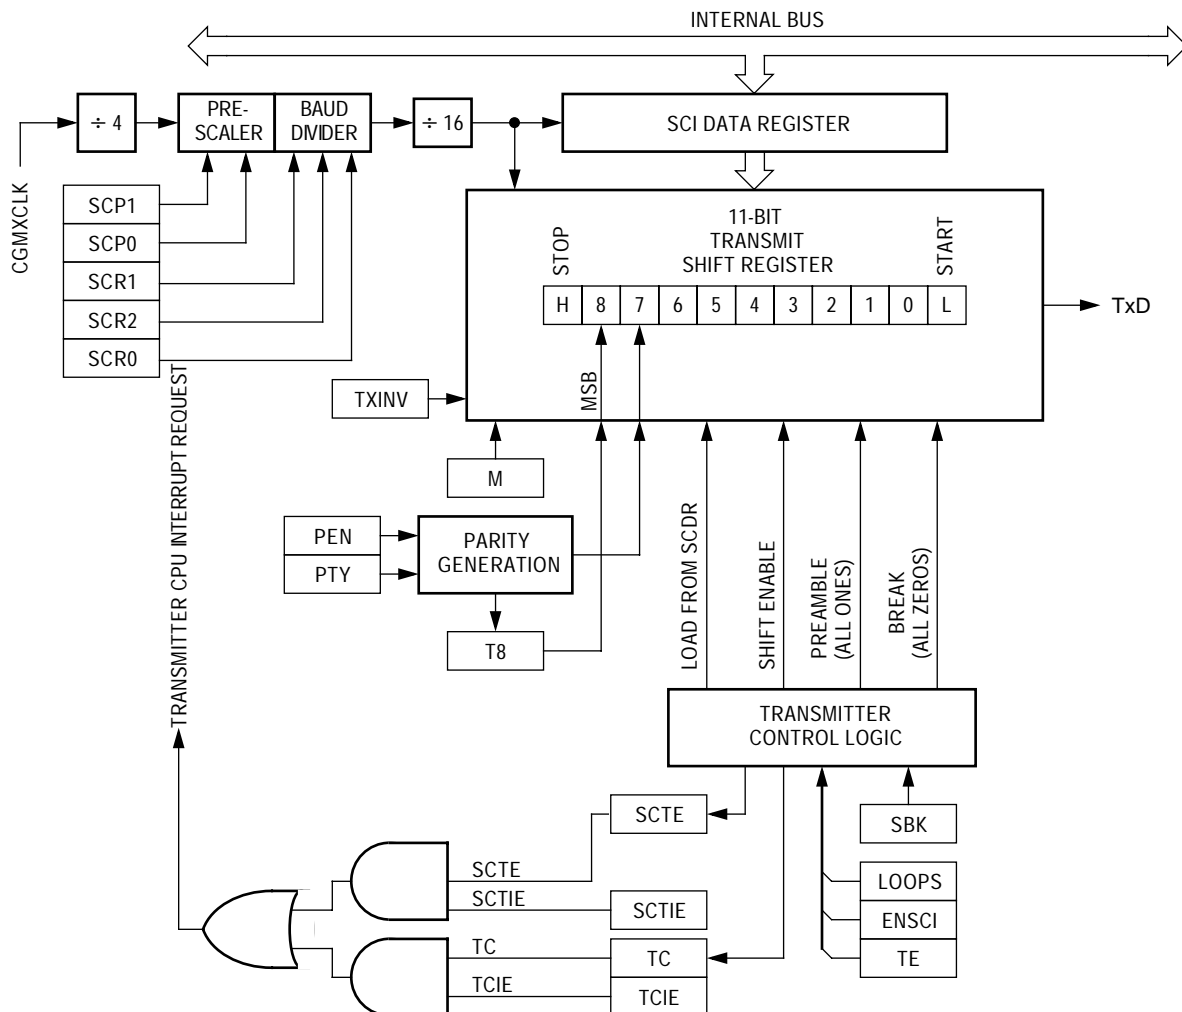 INTERNAL BUS
÷ 4
PRE-
SCALER
BAUD
DIVIDER
÷ 16
SCI DATA REGISTER
CGMXCLK
SCP1
SCP0
SCR1
SCR2
SCR0
11-BIT
TRANSMIT
SHIFT REGISTER
STOP
START
H 8 7 6 5 4 3 2 1 0 L
TxD
MSB
TXINV
M
PEN
PTY
PARITY
GENERATION
T8
LOAD FROM SCDR
SHIFT ENABLE
PREAMBLE
(ALL ONES)
BREAK
(ALL ZEROS)
TRANSMITTER CPU INTERRUPT REQUEST
TRANSMITTER
CONTROL LOGIC
SCTE
SBK
SCTE
SCTIE
SCTIE
LOOPS
ENSCI
TE
TC
TC
TCIE
TCIE